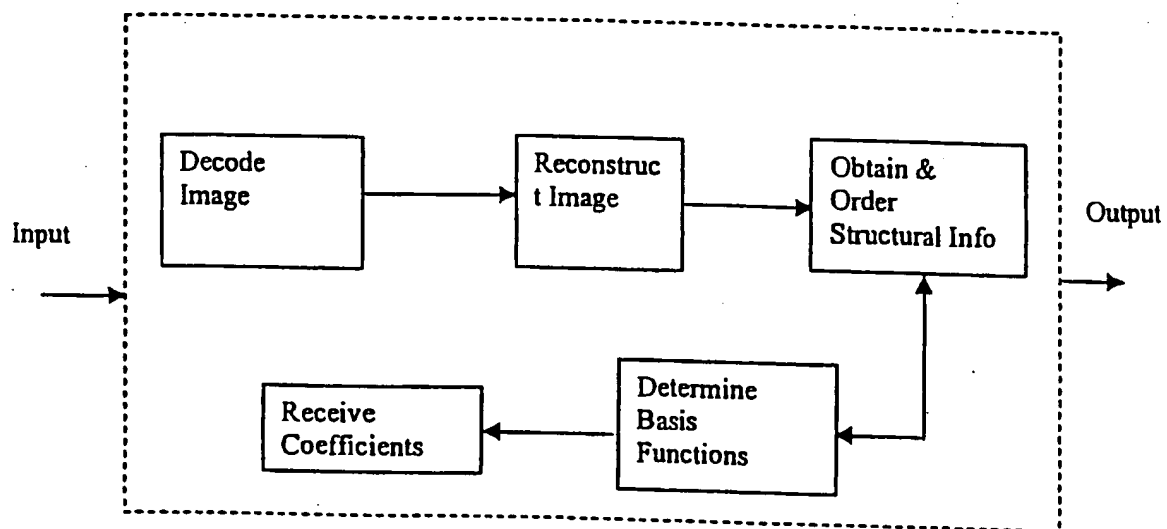 Input
Decode
Image
Reconstruc
t Image
Obtain &
Order
Structural Info
Output
Receive
Coefficients
Determine
Basis
Functions